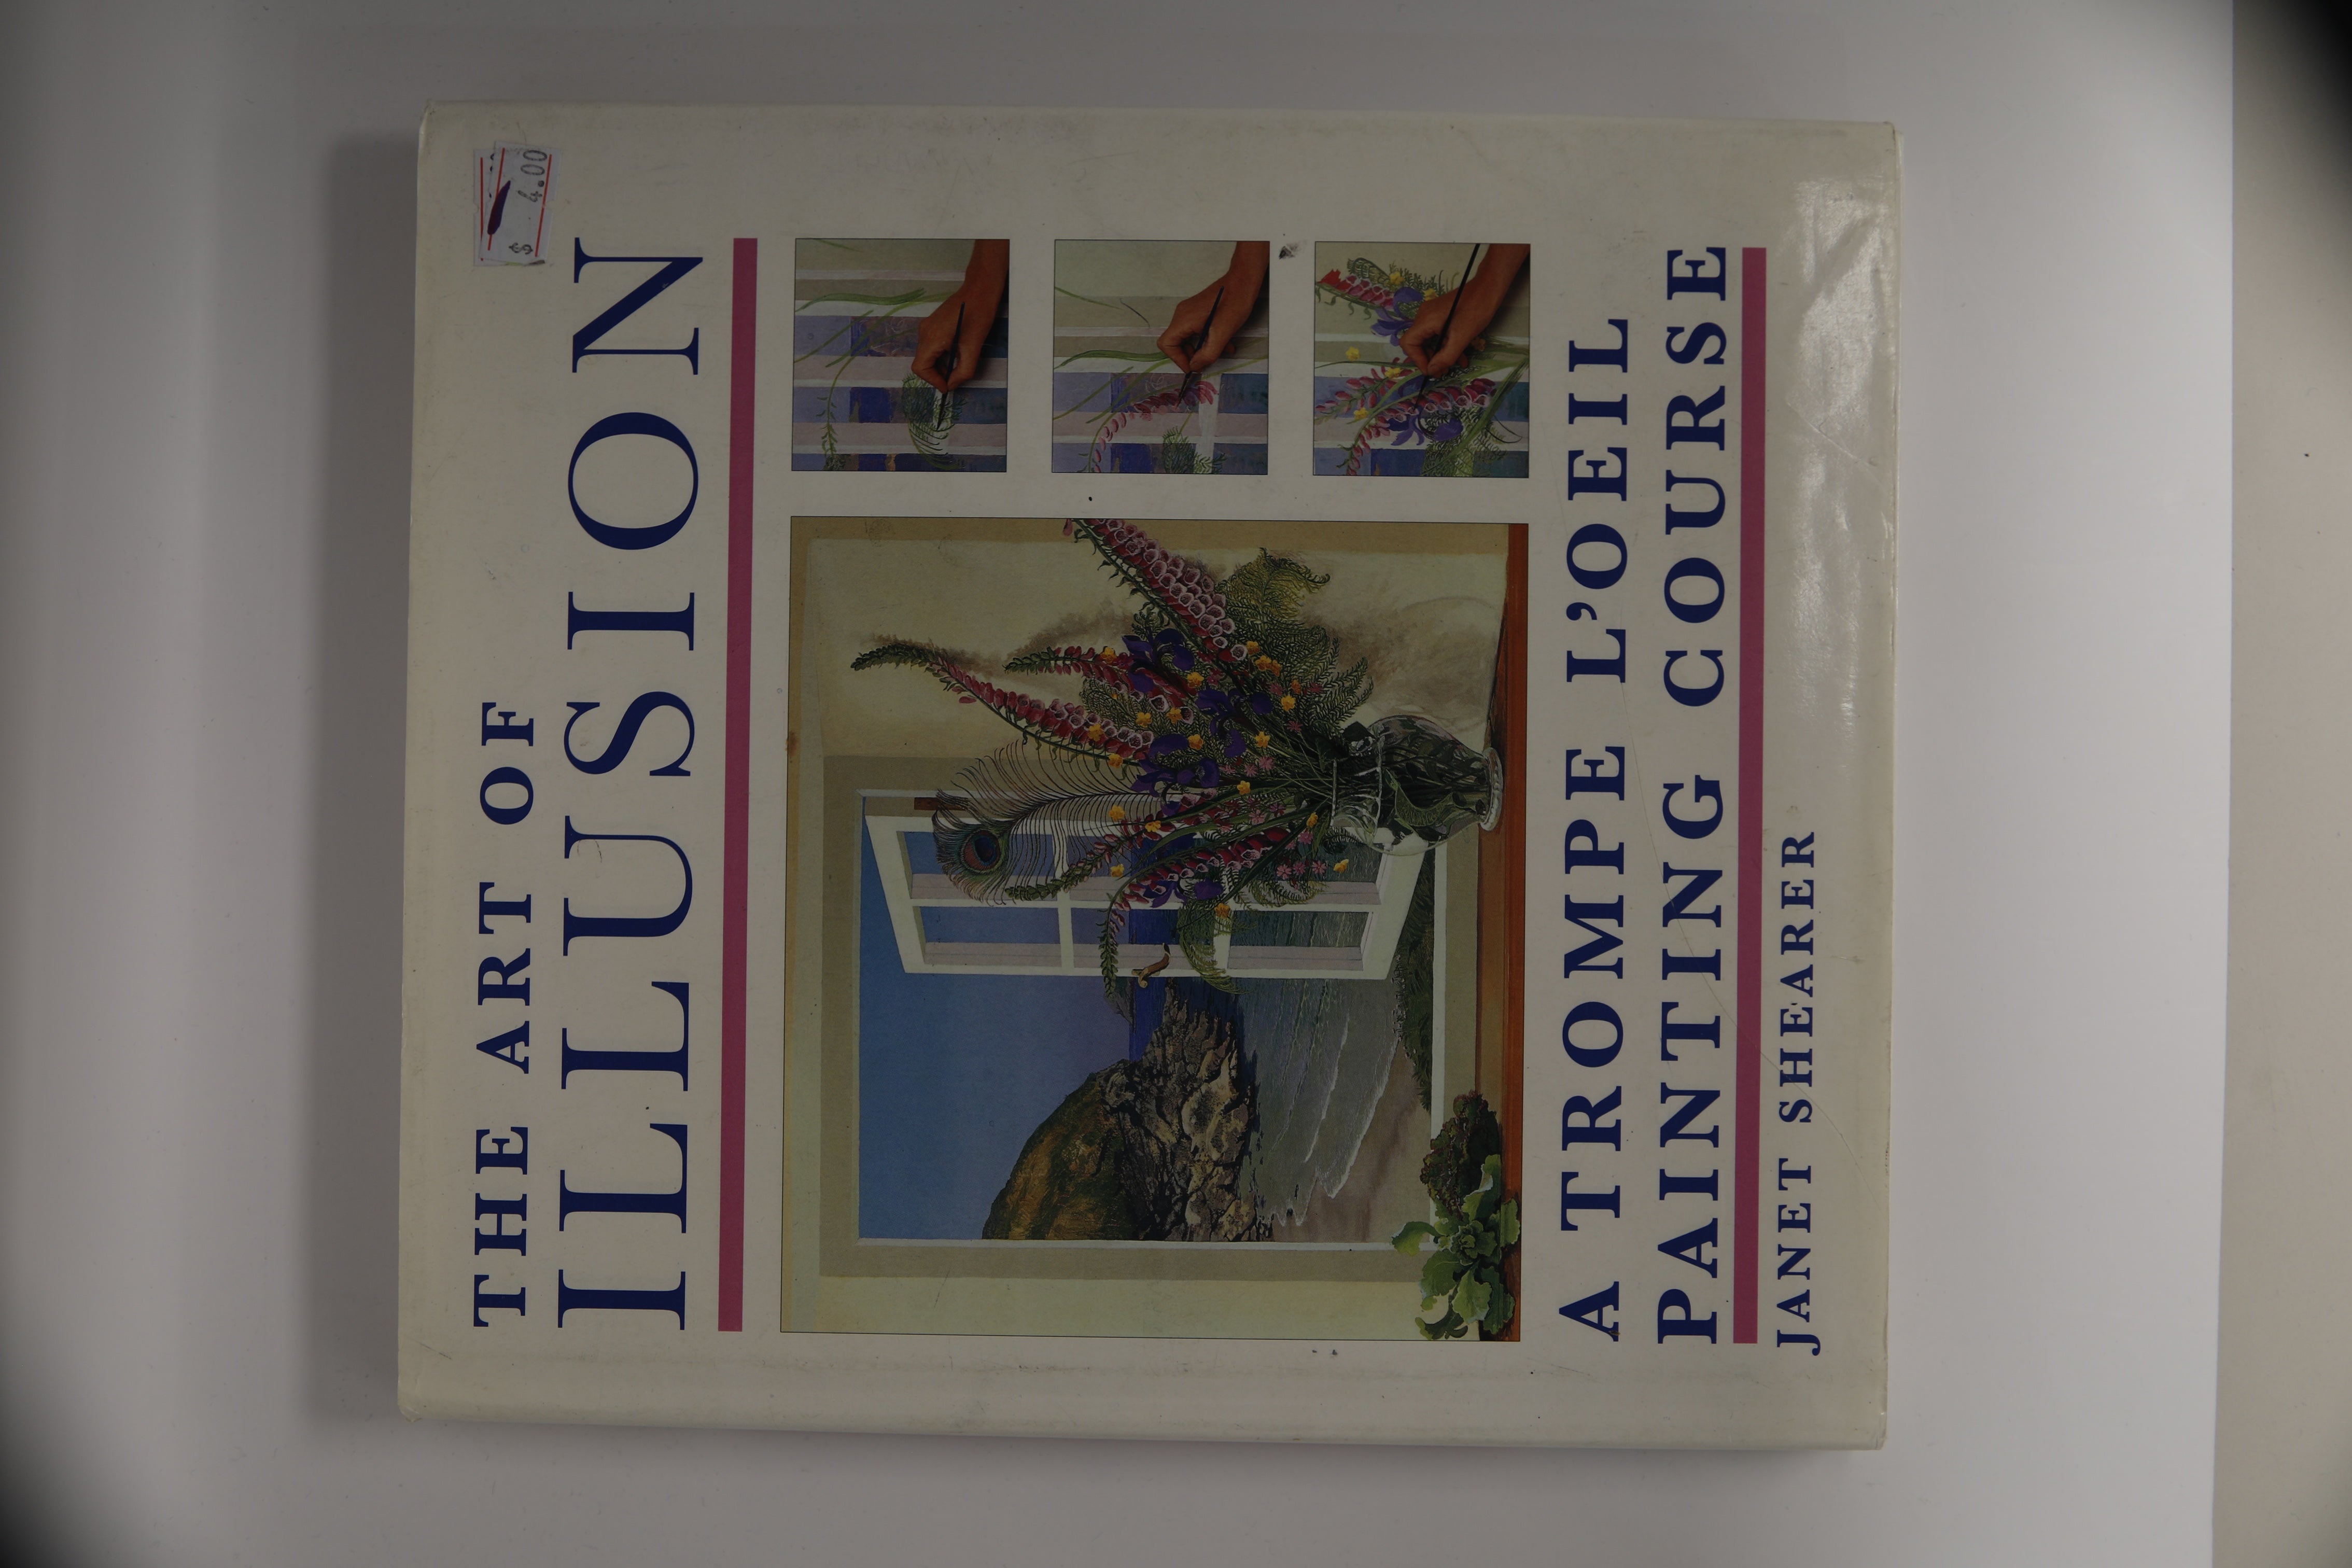 THE ART OF
ILLUSION
A TROMPE L'OEIL
PAINTING COURSE
JANET SHEARER
$ 4.00